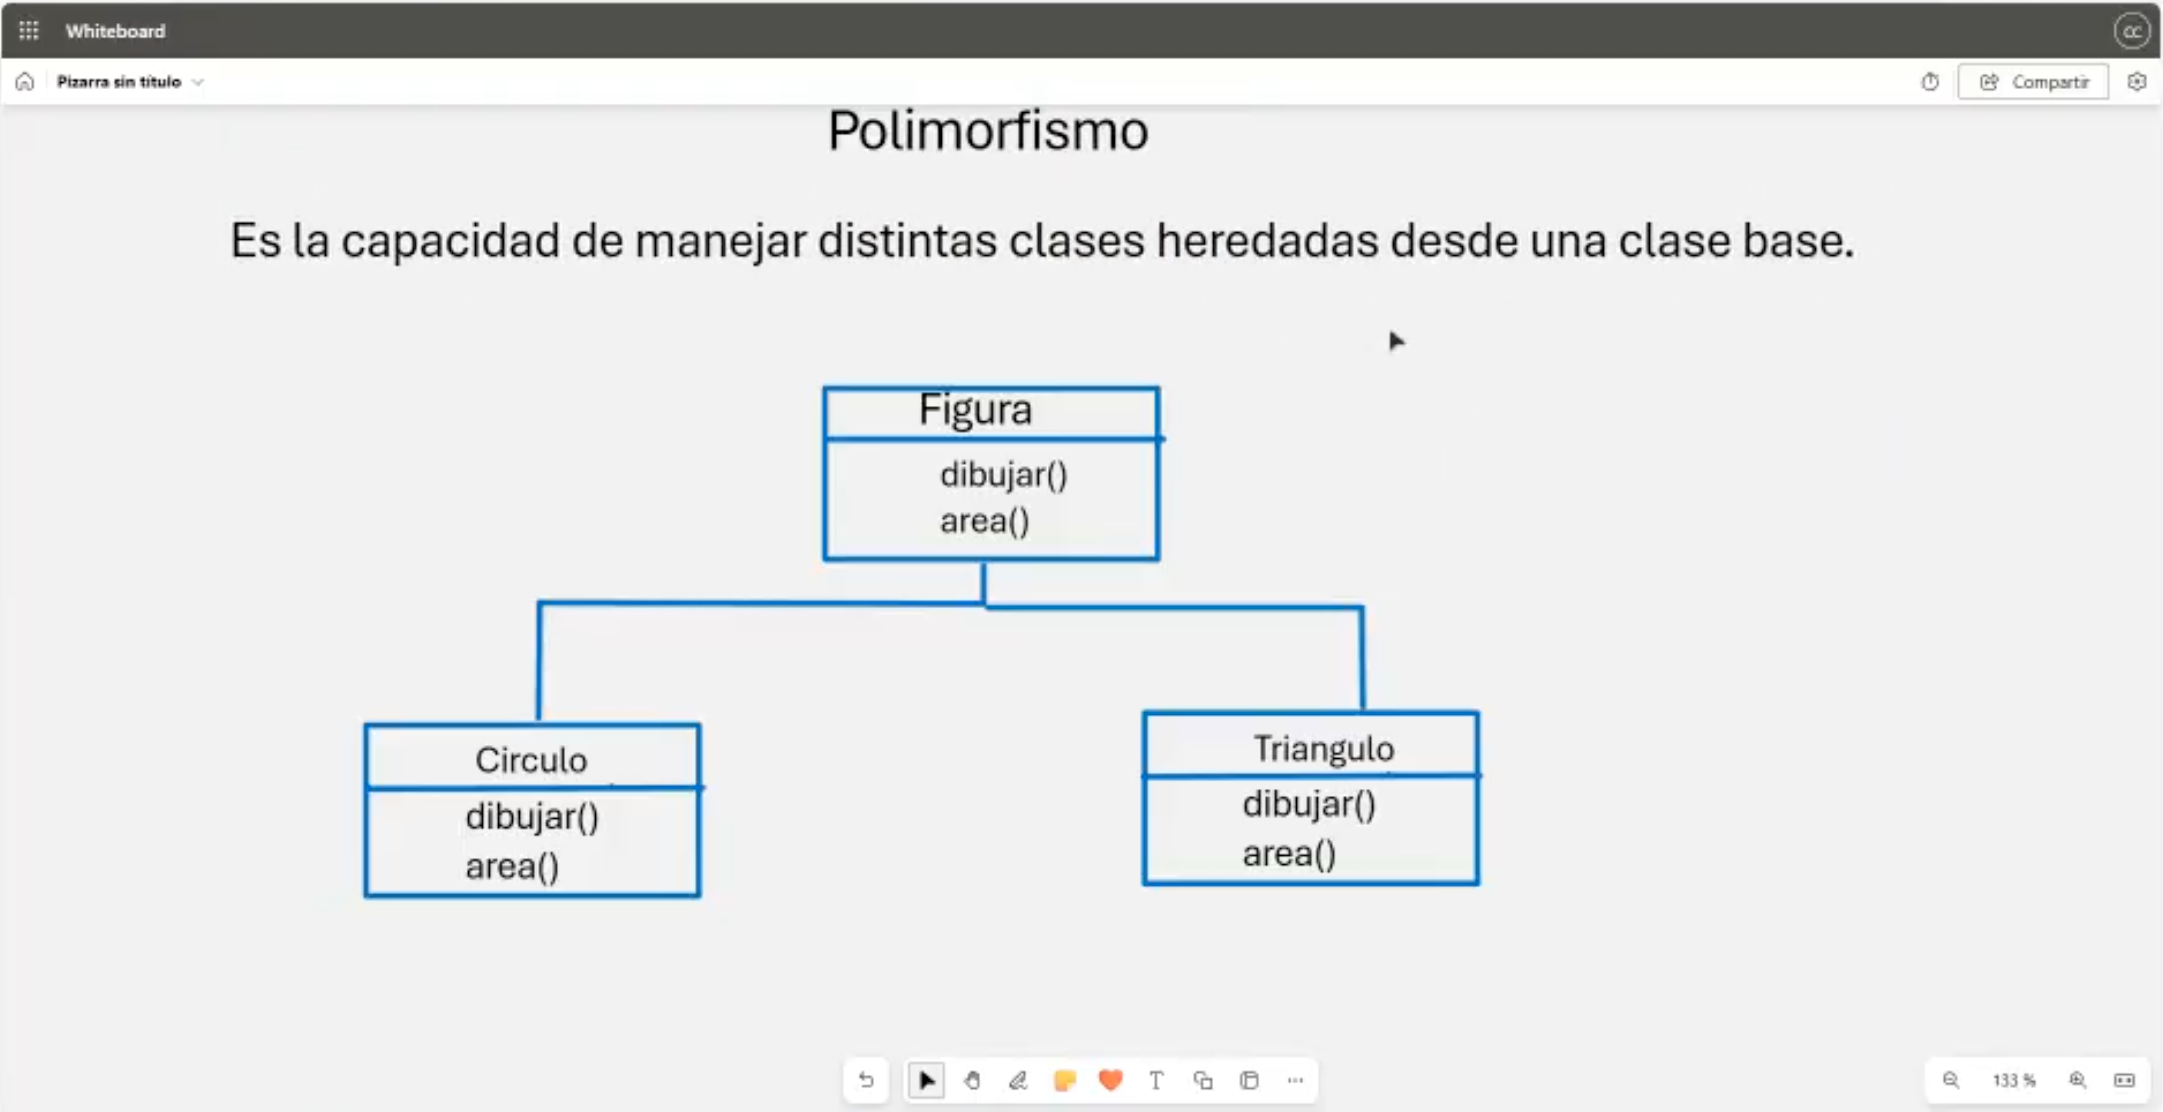 Whiteboard
CC
Pizarra sin título
Compartir
Polimorfismo
Es la capacidad de manejar distintas clases heredadas desde una clase base.
Figura
dibujar()
area()
Circulo
dibujar()
area()
Triangulo
dibujar()
area()
133 %